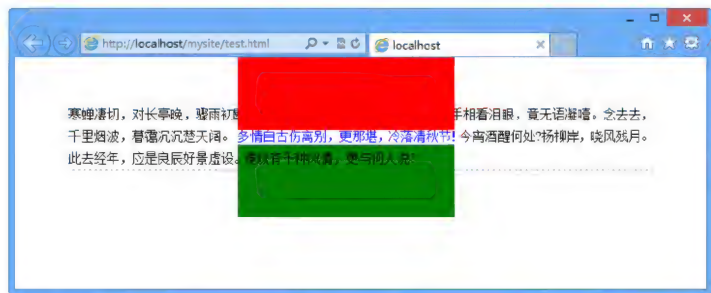 http://localhost/mysite/test.html
localhost
寒蝉凄切，对长亭晚，骤雨初 手相看泪眼，竟无语凝噎。念去去，
千里烟波，暮霭沉沉楚天阔。 多情自古伤离别，更那堪，冷落清秋节! 今宵酒醒何处?杨柳岸，晓风残月。
此去经年，应是良辰好景虚设。便纵有千种风情，更与何人说?